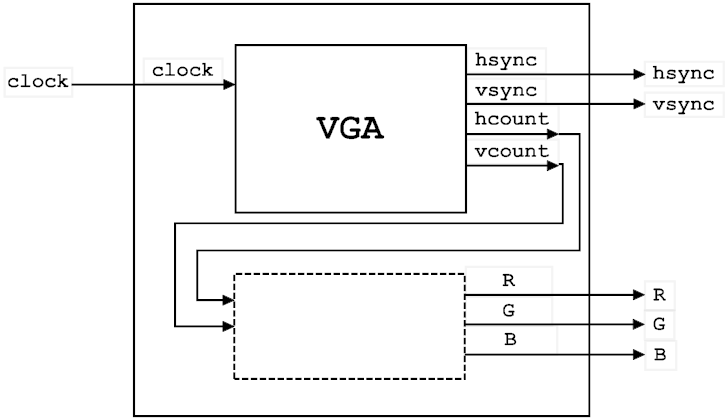 clock
clock
VGA
hsync
hsync
vsync
vsync
hcount
vcount
R
R
G
G
B
B